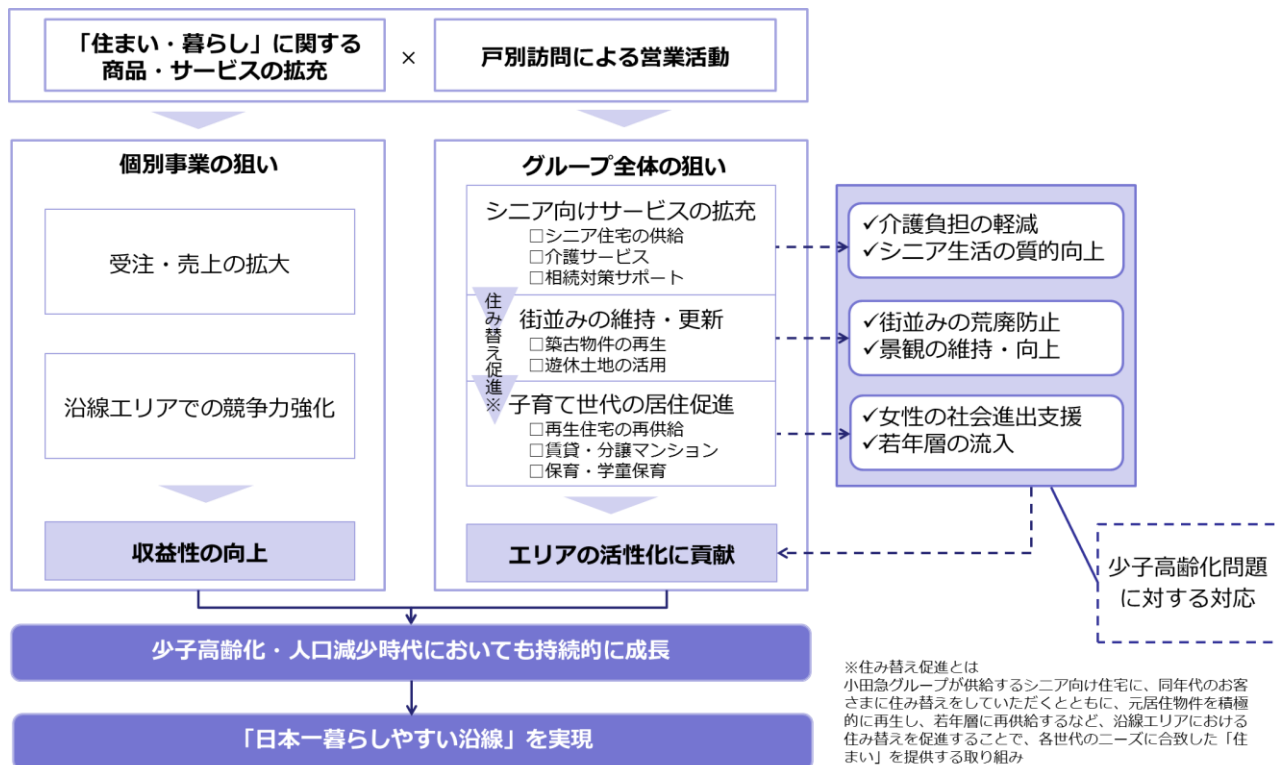 「住まい・暮らし」に関する
商品・サービスの拡充
×
戸別訪問による営業活動
個別事業の狙い
受注・売上の拡大
沿線エリアでの競争力強化
収益性の向上
グループ全体の狙い
シニア向けサービスの拡充
□シニア住宅の供給
□介護サービス
□相続対策サポート
住み替え促進※
街並みの維持・更新
□築古物件の再生
□遊休土地の活用
子育て世代の居住促進
□再生住宅の再供給
□賃貸・分譲マンション
□保育・学童保育
エリアの活性化に貢献
✓介護負担の軽減
✓シニア生活の質的向上
✓街並みの荒廃防止
✓景観の維持・向上
✓女性の社会進出支援
✓若年層の流入
少子高齢化問題
に対する対応
少子高齢化・人口減少時代においても持続的に成長
「日本一暮らしやすい沿線」を実現
※住み替え促進とは
小田急グループが供給するシニア向け住宅に、同年代のお客
さまに住み替えをしていただくとともに、元居住物件を積極
的に再生し、若年層に再供給するなど、沿線エリアにおける
住み替えを促進することで、各世代のニーズに合致した「住
まい」を提供する取り組み